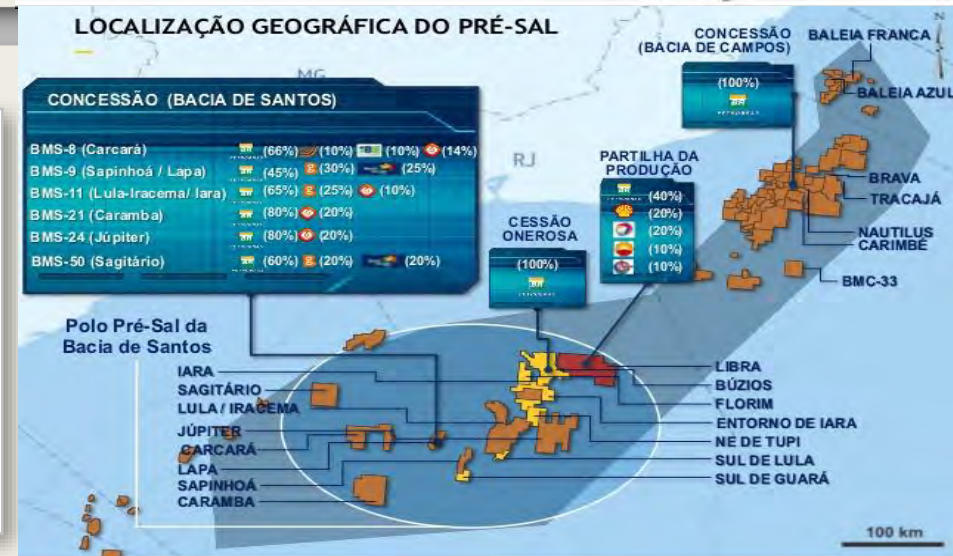 LOCALIZAÇÃO GEOGRÁFICA DO PRÉ-SAL
N
MG
RJ
CONCESSÃO (BACIA DE SANTOS)
BMS-8 (Carcará) (66%) (10%) (10%) (14%)
BMS-9 (Sapinhoá / Lapa) (45%) (30%) (25%)
BMS-11 (Lula-Iracema/ Iara) (65%) (25%) (10%)
BMS-21 (Caramba) (80%) (20%)
BMS-24 (Júpiter) (80%) (20%)
BMS-50 (Sagitário) (60%) (20%) (20%)
CONCESSÃO
(BACIA DE CAMPOS)
(100%)
BR
PETROBRAS
PARTILHA DA
PRODUÇÃO
BR
(40%)
(20%)
(20%)
(10%)
(10%)
CESSÃO
ONEROSA
(100%)
BR
BALEIA FRANCA
BALEIA AZUL
BRAVA
TRACAJÁ
NAUTILUS
CARIMBÉ
BMC-33
Polo Pré-Sal da
Bacia de Santos
IARA
SAGITÁRIO
LULA / IRACEMA
JÚPITER
CARCARÁ
LAPA
SAPINHOÁ
CARAMBA
LIBRA
BÚZIOS
FLORIM
ENTORNO DE IARA
NE DE TUPI
SUL DE LULA
SUL DE GUARÁ
100 km